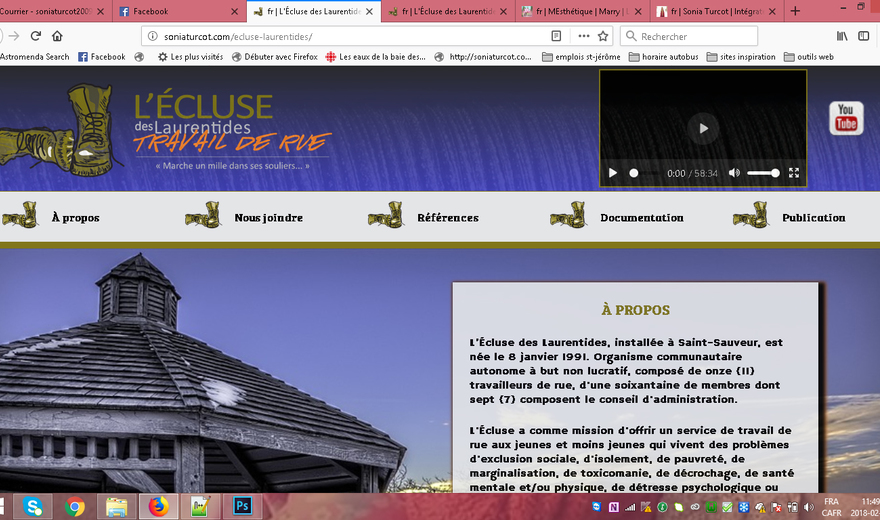 Courrier - soniaturcot200
Facebook
fr | L'Écluse des Laurentide
fr | L'Écluse des Laurentid
fr | MEsthétique | Marry | L
fr | Sonia Turcot | Intégrat
soniaturcot.com/ecluse-laurentides/
Rechercher
Astromenda Search
Facebook
Les plus visités
Débuter avec Firefox
Les eaux de la baie des...
http://soniaturcot.co...
emplois st-jérôme
horaire autobus
sites inspiration
outils web
L'ÉCLUSE
des Laurentides
TRAVAIL DE RUE
« Marche un mille dans ses souliers... »
0:00 / 58:34
You
Tube
À propos
Nous joindre
Références
Documentation
Publication
À PROPOS
L'Écluse des Laurentides, installée à Saint-Sauveur, est
née le 8 janvier 1991. Organisme communautaire
autonome à but non lucratif, composé de onze (11)
travailleurs de rue, d'une soixantaine de membres dont
sept (7) composent le conseil d'administration.
L'Écluse a comme mission d'offrir un service de travail de
rue aux jeunes et moins jeunes qui vivent des problèmes
d'exclusion sociale, d'isolement, de pauvreté, de
marginalisation, de toxicomanie, de décrochage, de santé
mentale et/ou physique, de détresse psychologique ou
Ps
FRA
CAFR
11:49
2018-02-